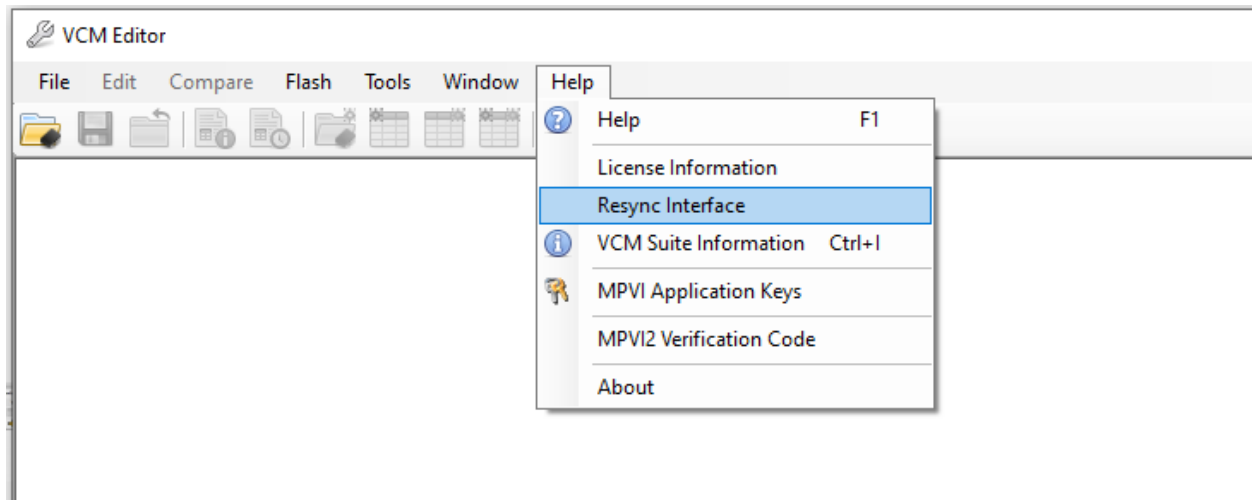 VCM Editor
File Edit Compare Flash Tools Window Help
Help F1
License Information
Resync Interface
VCM Suite Information Ctrl+I
MPVI Application Keys
MPVI2 Verification Code
About